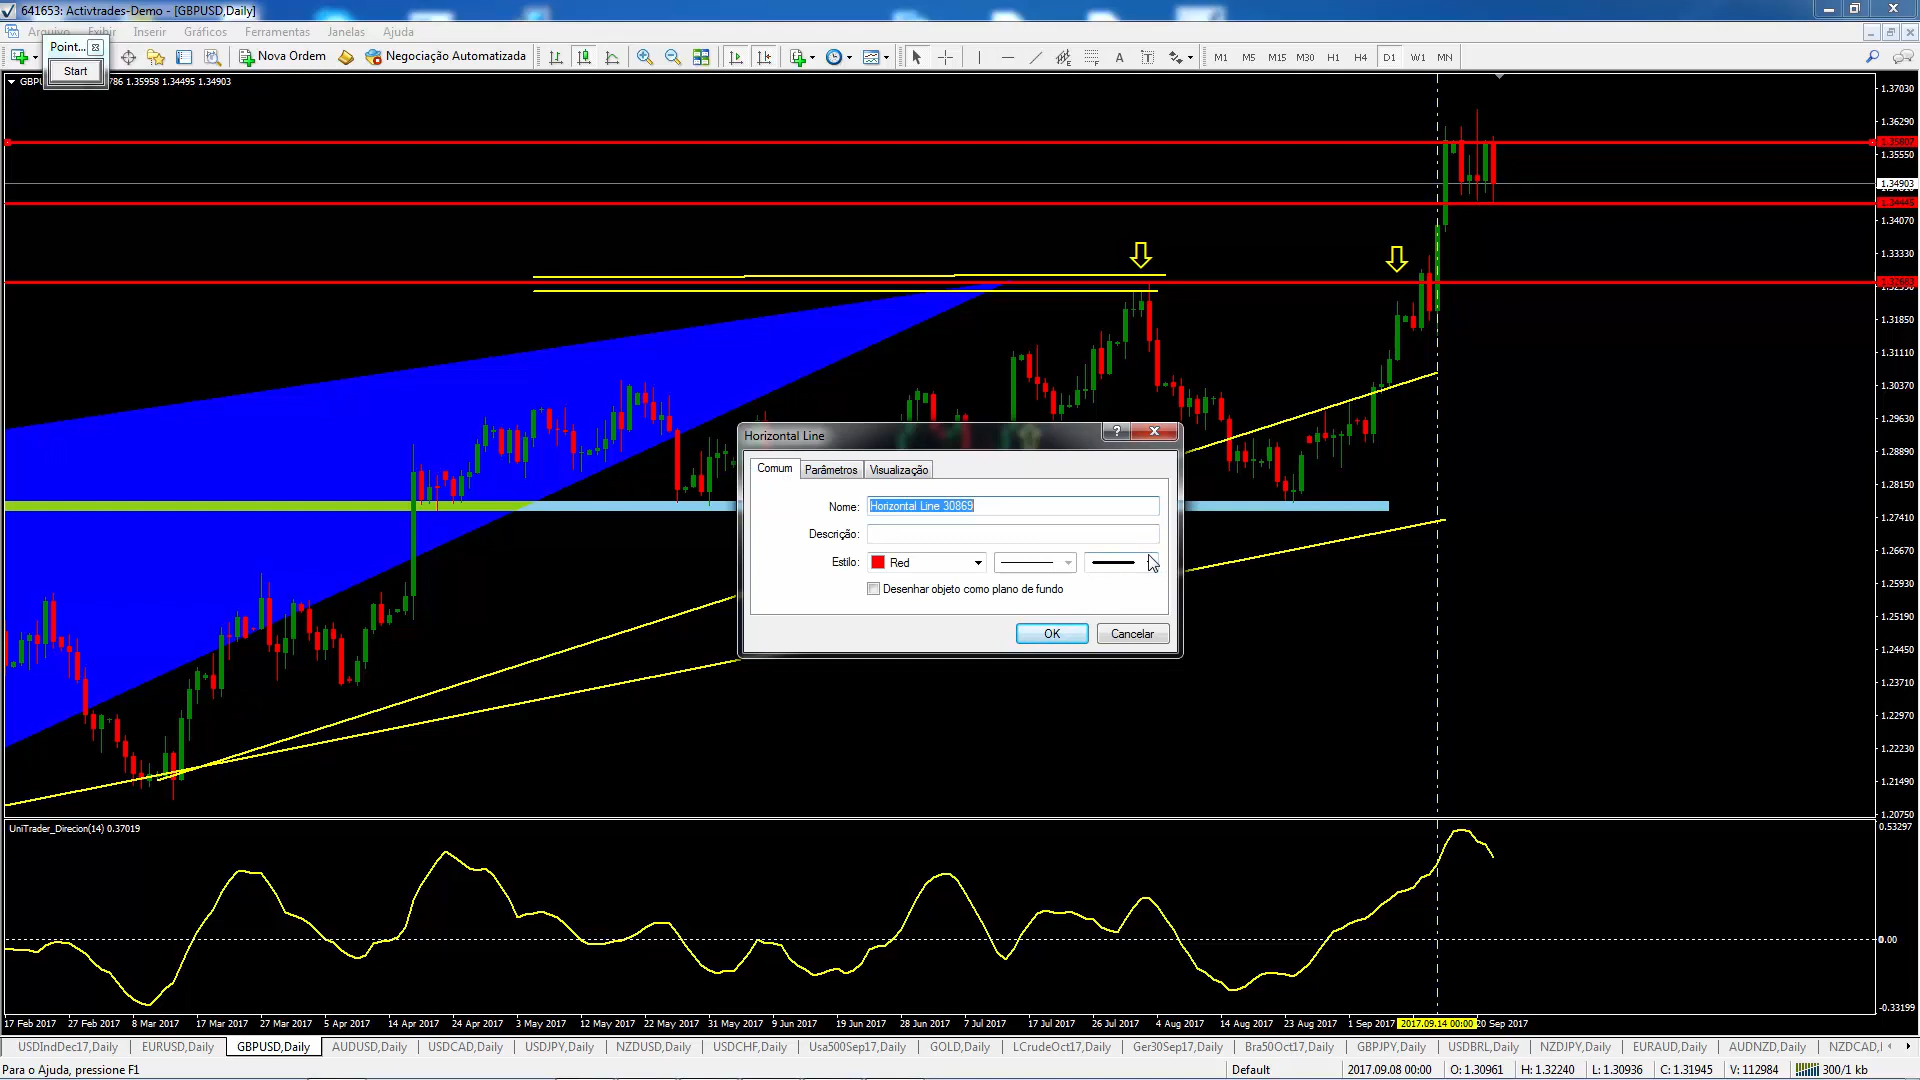 641653: Activtrades-Demo - [GBPUSD,Daily]
Arquivo Exibir Inserir Gráficos Ferramentas Janelas Ajuda
Point...
Start
Nova Ordem
Negociação Automatizada
A T
M1 M5 M15 M30 H1 H4 D1 W1 MN
GBPU 786 1.35958 1.34495 1.34903
1.37030
1.36290
1.35550
1.34903
1.34445
1.34070
1.33330
1.31850
1.31110
1.30370
1.29630
1.28890
1.28150
1.27410
1.26670
1.25930
1.25190
1.24450
1.23710
1.22970
1.22230
1.21490
1.20750
Horizontal Line
Comum Parâmetros Visualização
Nome: Horizontal Line 30869
Descrição:
Estilo: Red
Desenhar objeto como plano de fundo
OK Cancelar
UniTrader_Direcion(14) 0.37019
0.53297
0.00
-0.33199
17 Feb 2017 27 Feb 2017 8 Mar 2017 17 Mar 2017 27 Mar 2017 5 Apr 2017 14 Apr 2017 24 Apr 2017 3 May 2017 12 May 2017 22 May 2017 31 May 2017 9 Jun 2017 19 Jun 2017 28 Jun 2017 7 Jul 2017 17 Jul 2017 26 Jul 2017 4 Aug 2017 14 Aug 2017 23 Aug 2017 1 Sep 2017 2017.09.14 00:00 20 Sep 2017
USDIndDec17,Daily EURUSD,Daily GBPUSD,Daily AUDUSD,Daily USDCAD,Daily USDJPY,Daily NZDUSD,Daily USDCHF,Daily Usa500Sep17,Daily GOLD,Daily LCrudeOct17,Daily Ger30Sep17,Daily Bra50Oct17,Daily GBPJPY,Daily USDBRL,Daily NZDJPY,Daily EURAUD,Daily AUDNZD,Daily NZDCAD,
Para o Ajuda, pressione F1
Default
2017.09.08 00:00 O: 1.30961 H: 1.32240 L: 1.30936 C: 1.31945 V: 112984 300/1 kb